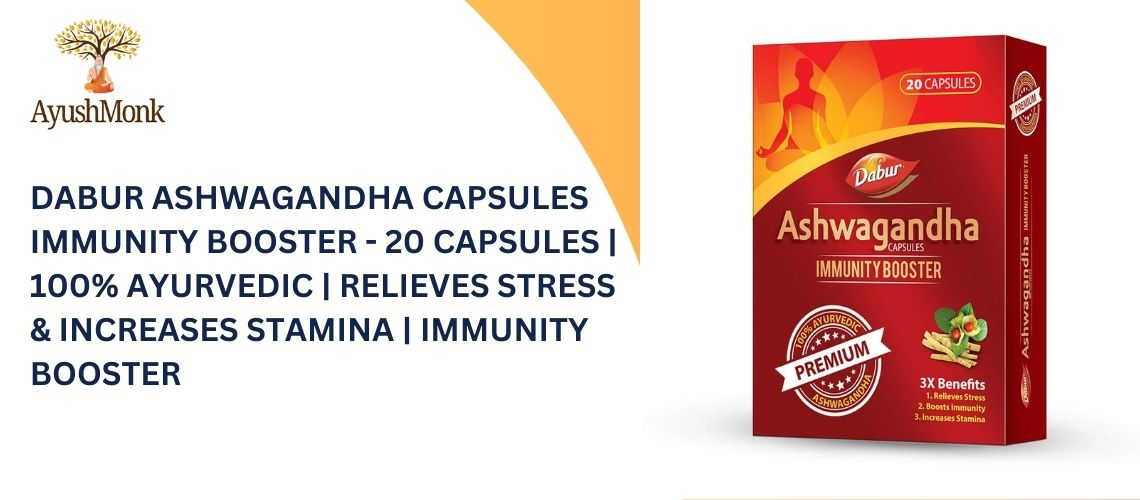 AyushMonk
DABUR ASHWAGANDHA CAPSULES
IMMUNITY BOOSTER - 20 CAPSULES |
100% AYURVEDIC | RELIEVES STRESS
& INCREASES STAMINA | IMMUNITY
BOOSTER
20 CAPSULES
Dabur
Ashwagandha
CAPSULES
IMMUNITY BOOSTER
100% AYURVEDIC
PREMIUM
ASHWAGANDHA
3X Benefits
1. Relieves Stress
2. Boosts Immunity
3. Increases Stamina
PREMIUM
Dabur
Ashwagandha
IMMUNITY BOOSTER